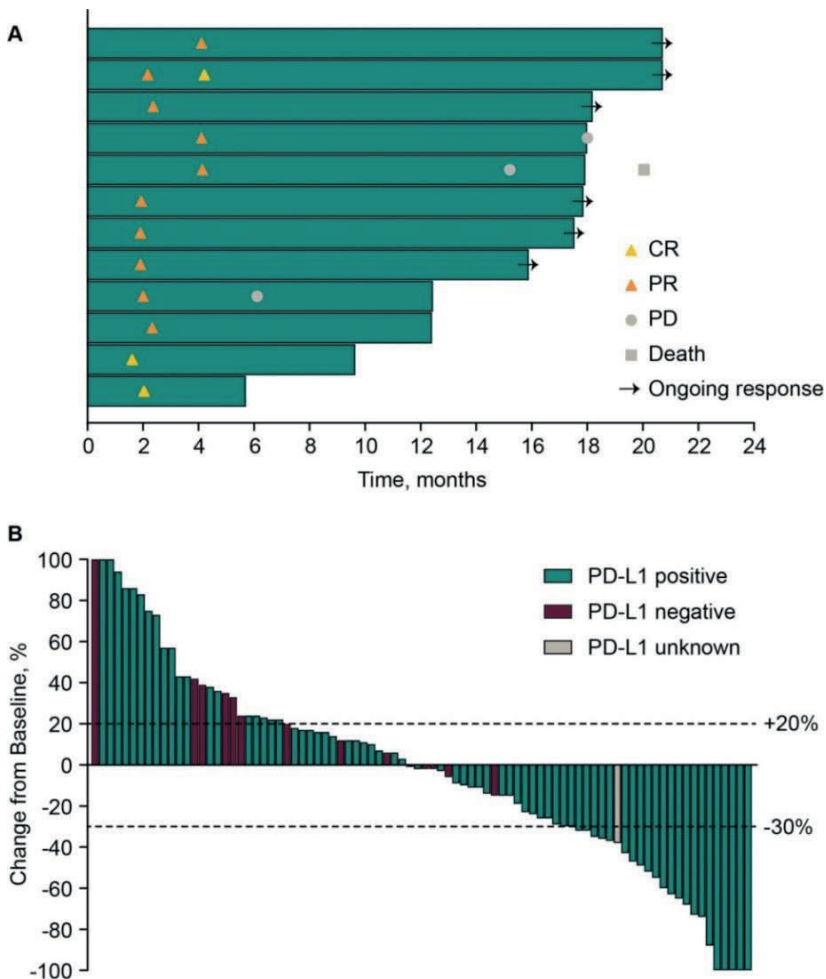 A
CR
PR
PD
Death
Ongoing response
0 2 4 6 8 10 12 14 16 18 20 22 24
Time, months
B
Change from Baseline, %
100
80
60
40
20
0
-20
-40
-60
-80
-100
PD-L1 positive
PD-L1 negative
PD-L1 unknown
+20%
-30%